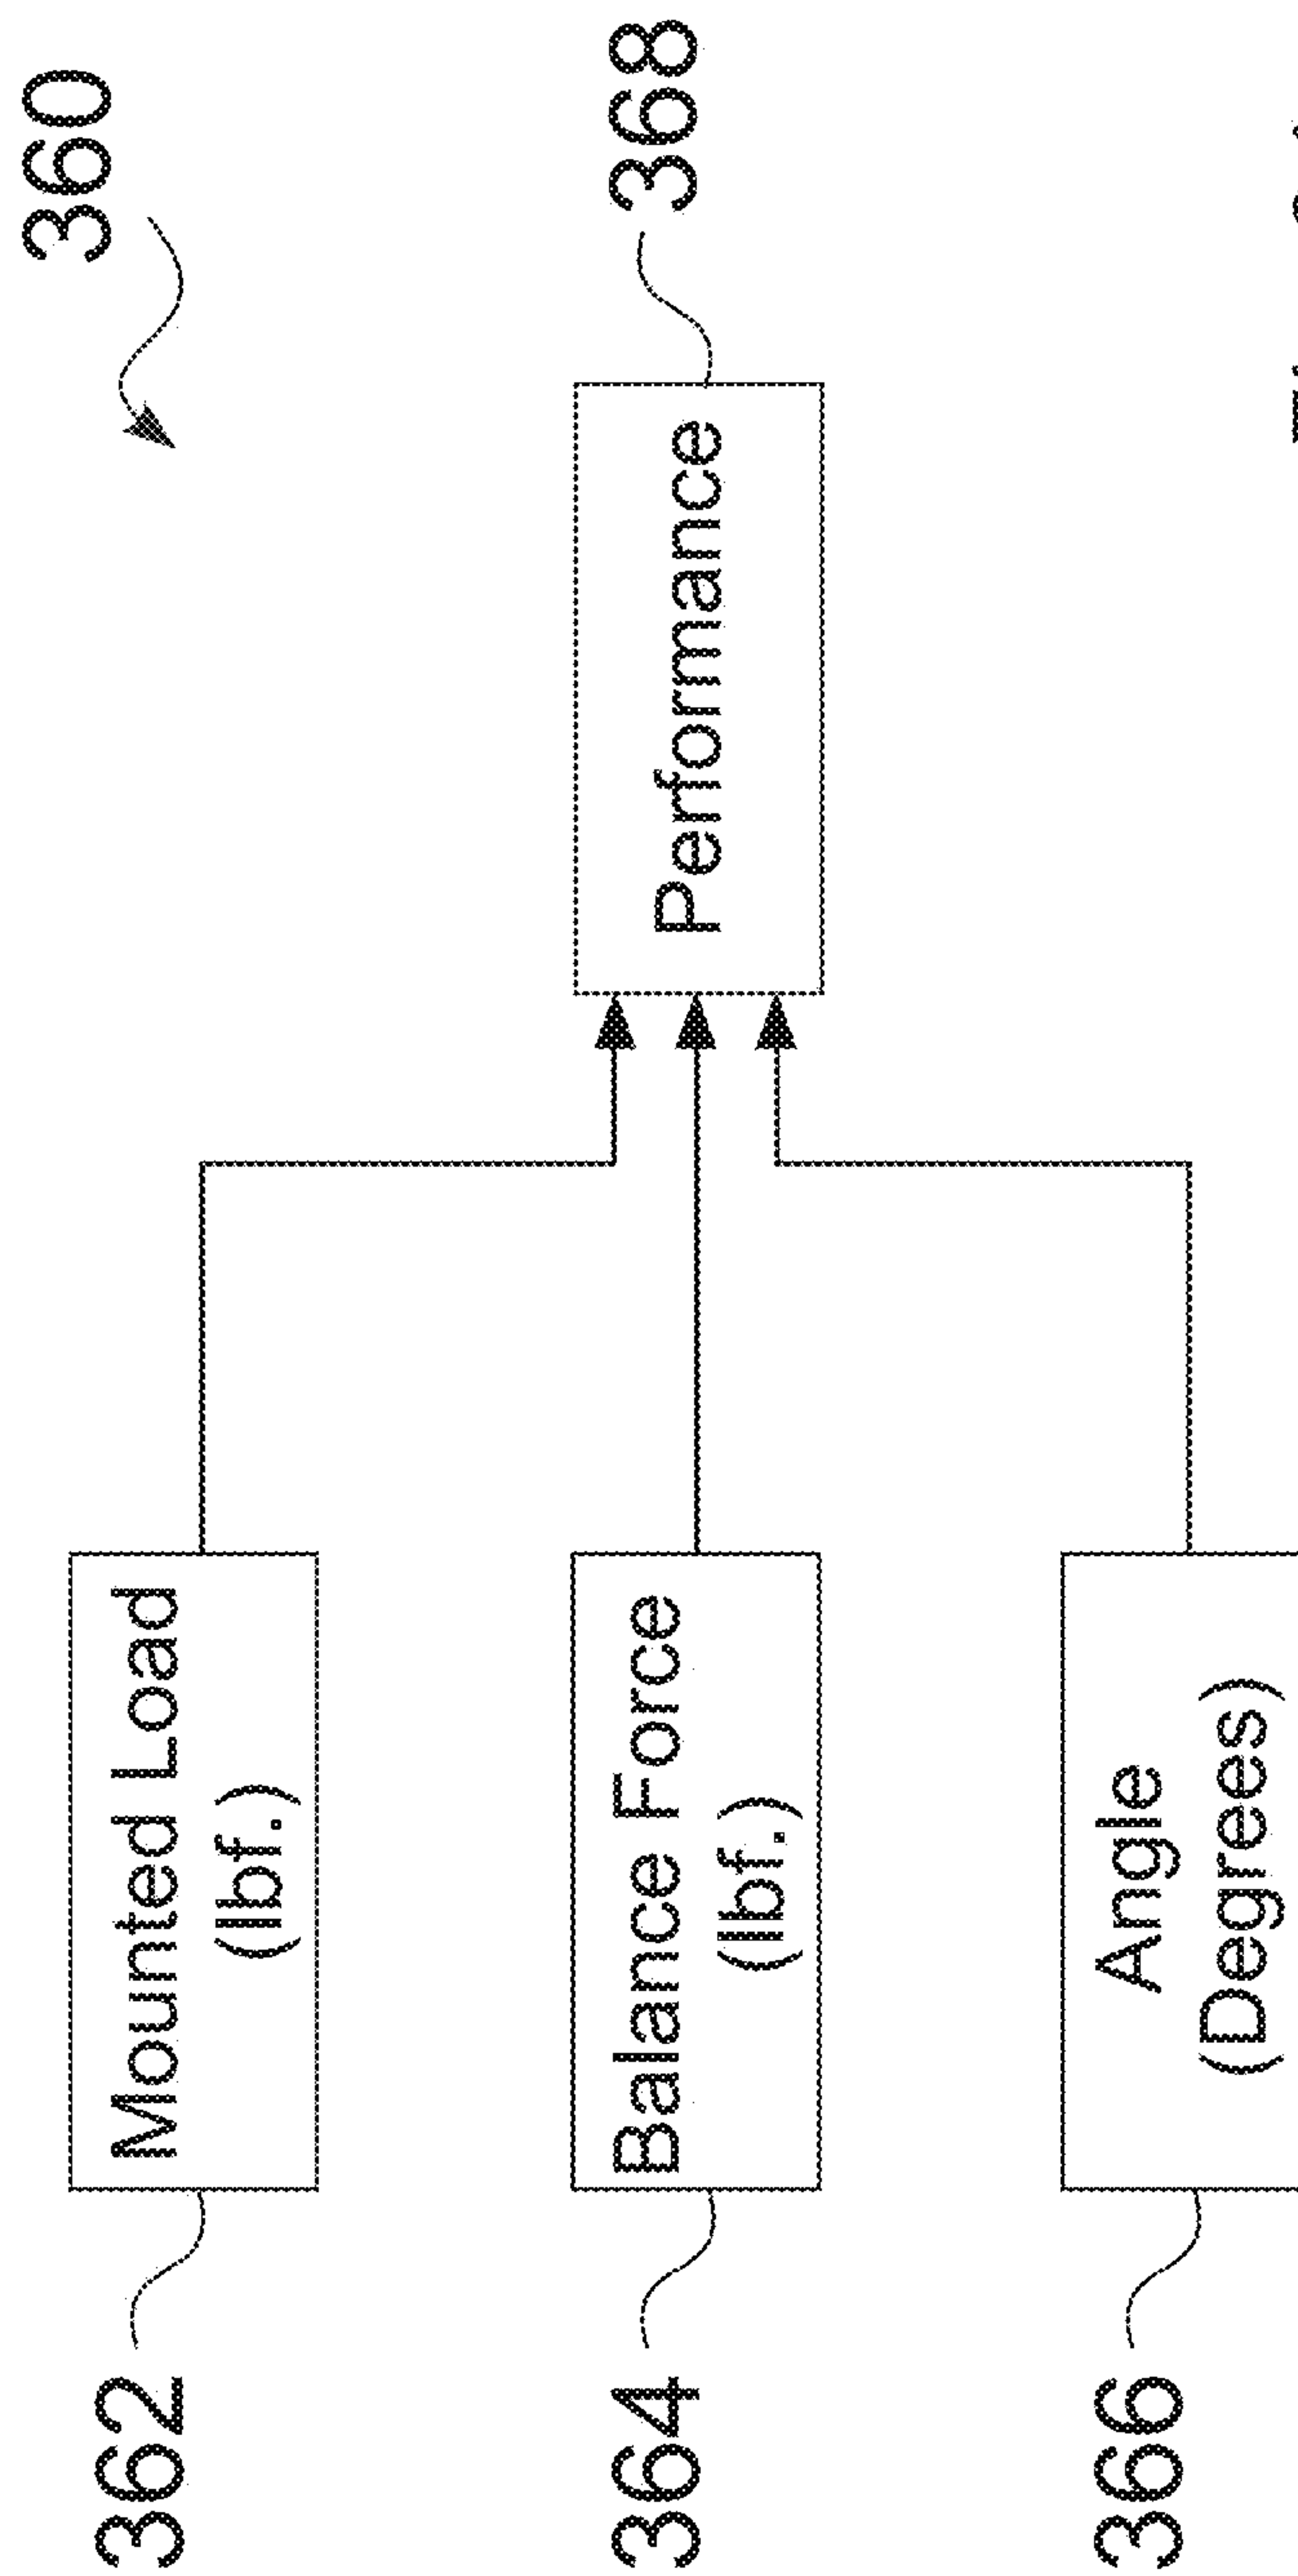 360
362
Mounted Load
(lbf.)
364
Balance Force
(lbf.)
Performance
368
366
Angle
(Degrees)